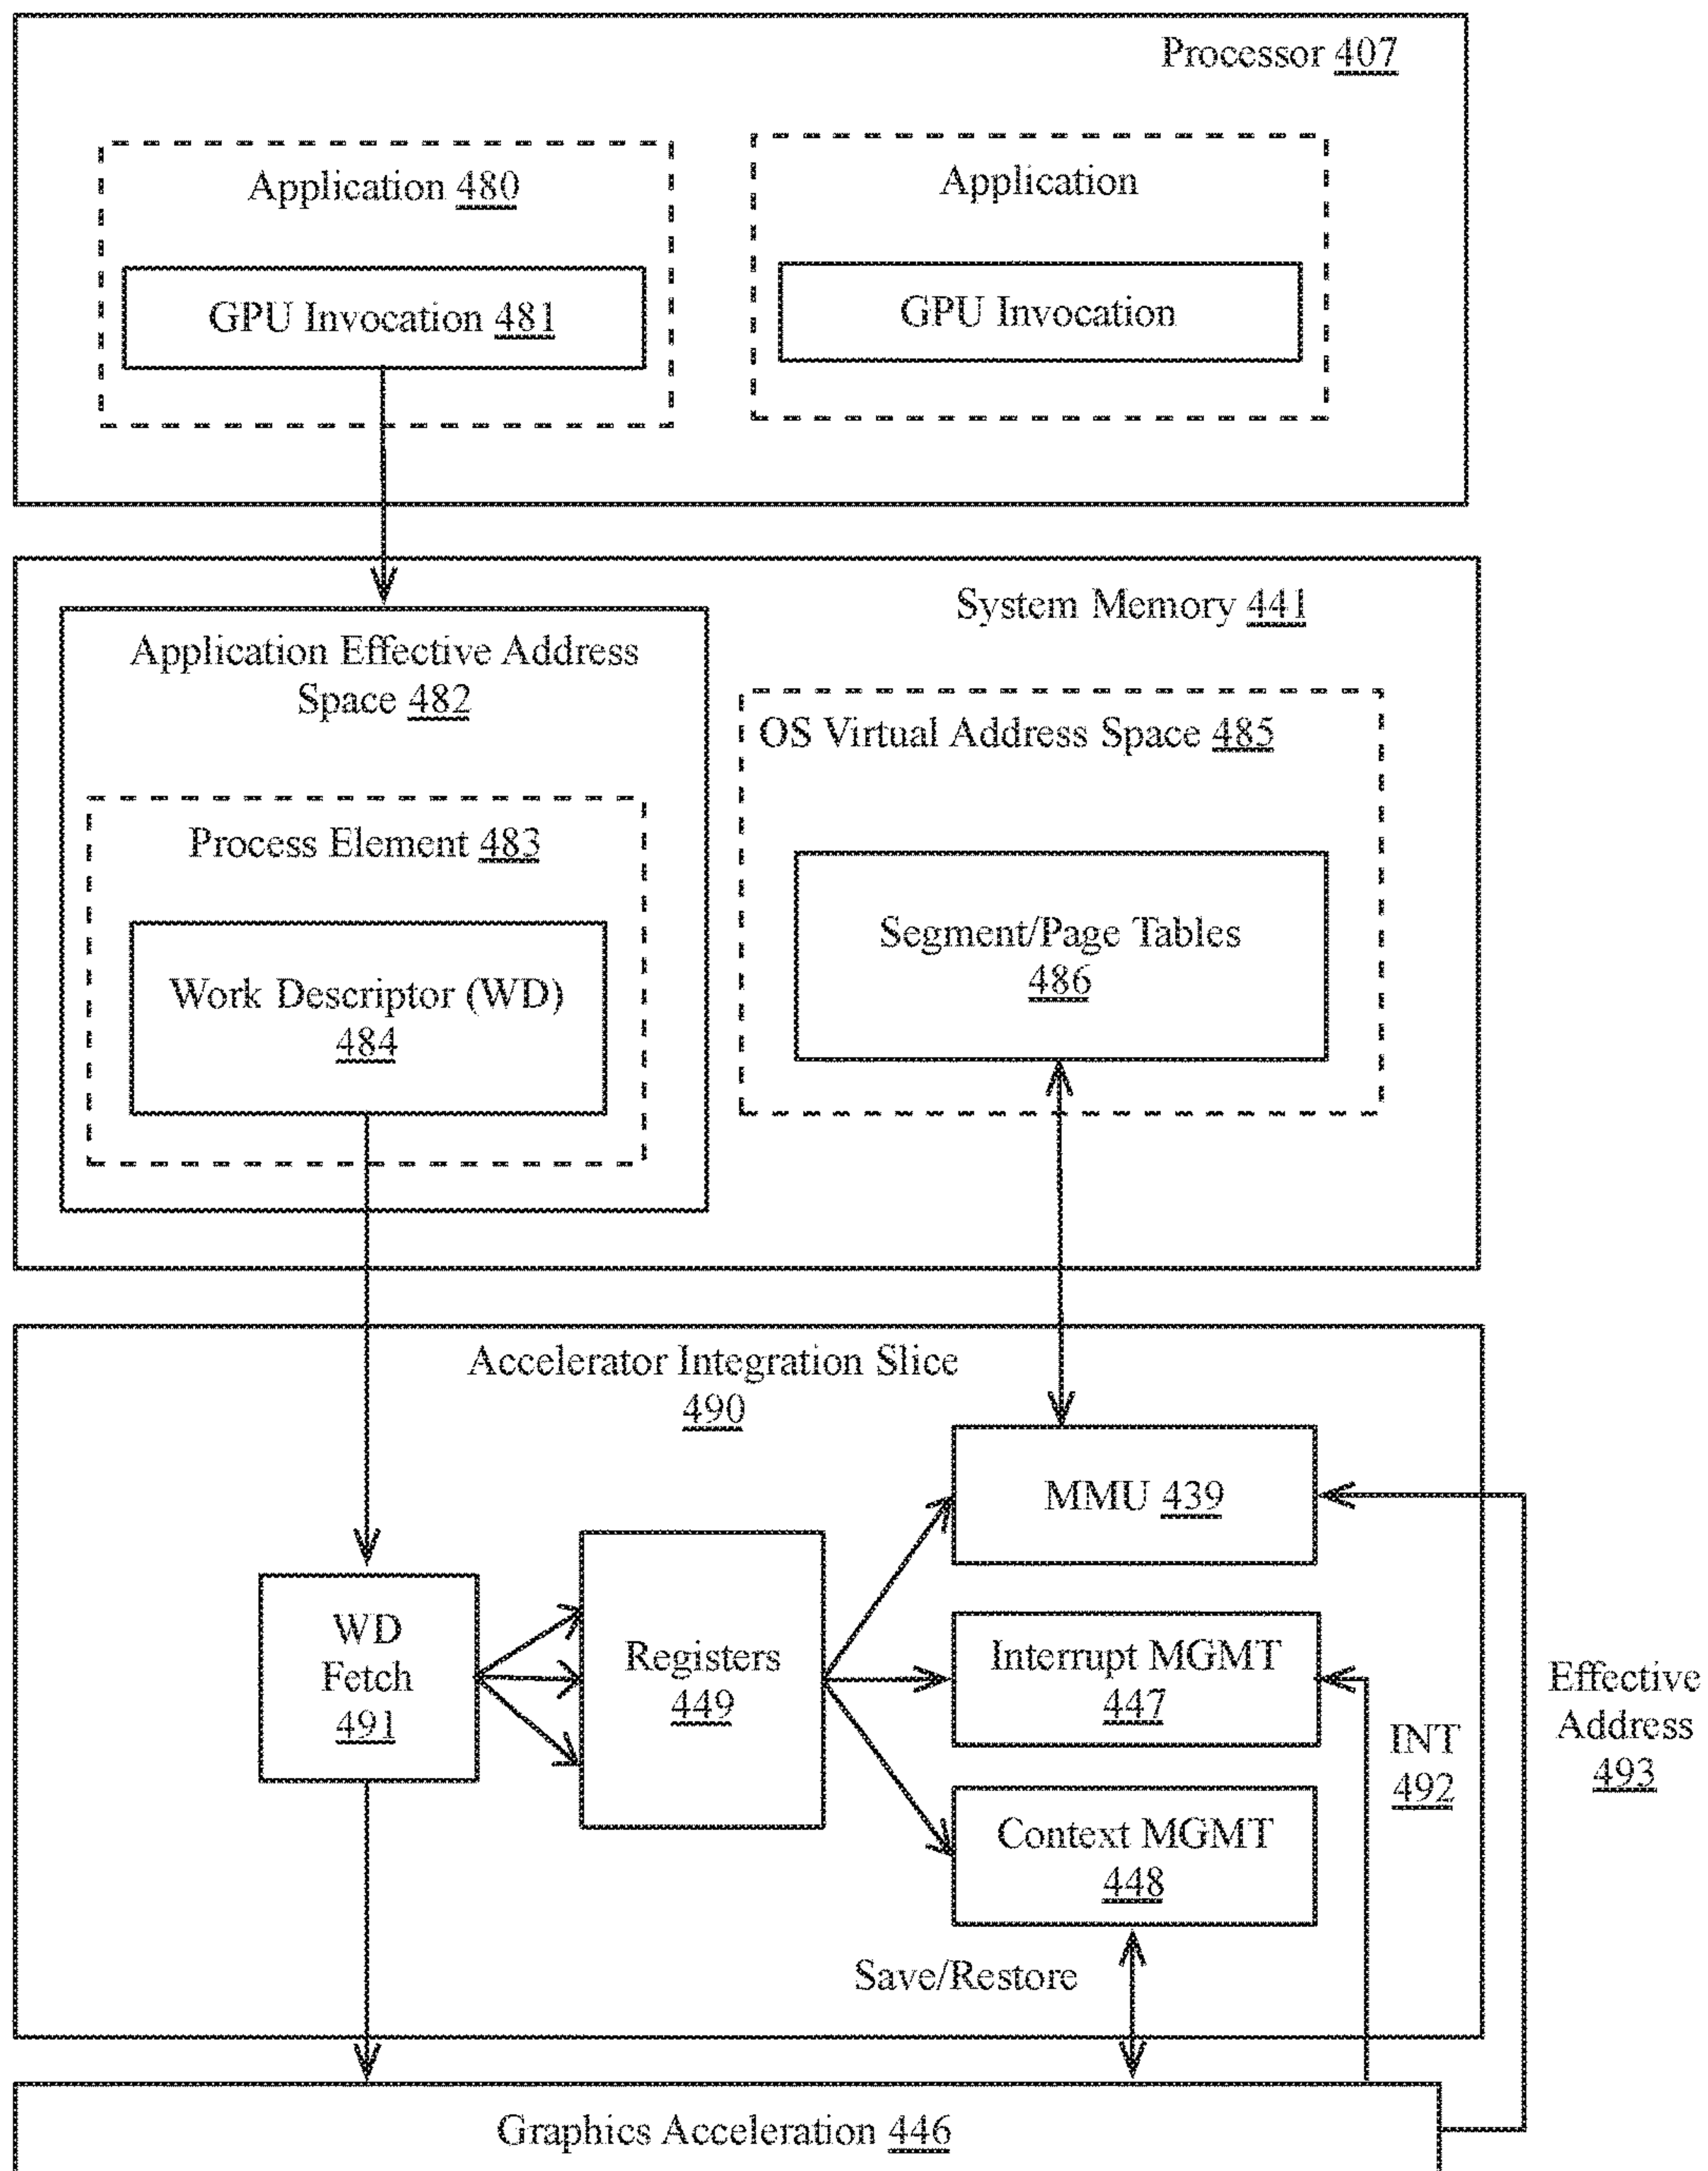 Processor 407
Application 480
GPU Invocation 481
Application
GPU Invocation
System Memory 441
Application Effective Address
Space 482
Process Element 483
Work Descriptor (WD)
484
OS Virtual Address Space 485
Segment/Page Tables
486
Accelerator Integration Slice
490
WD
Fetch
491
Registers
449
MMU 439
Interrupt MGMT
447
Context MGMT
448
Save/Restore
INT
492
Effective
Address
493
Graphics Acceleration 446